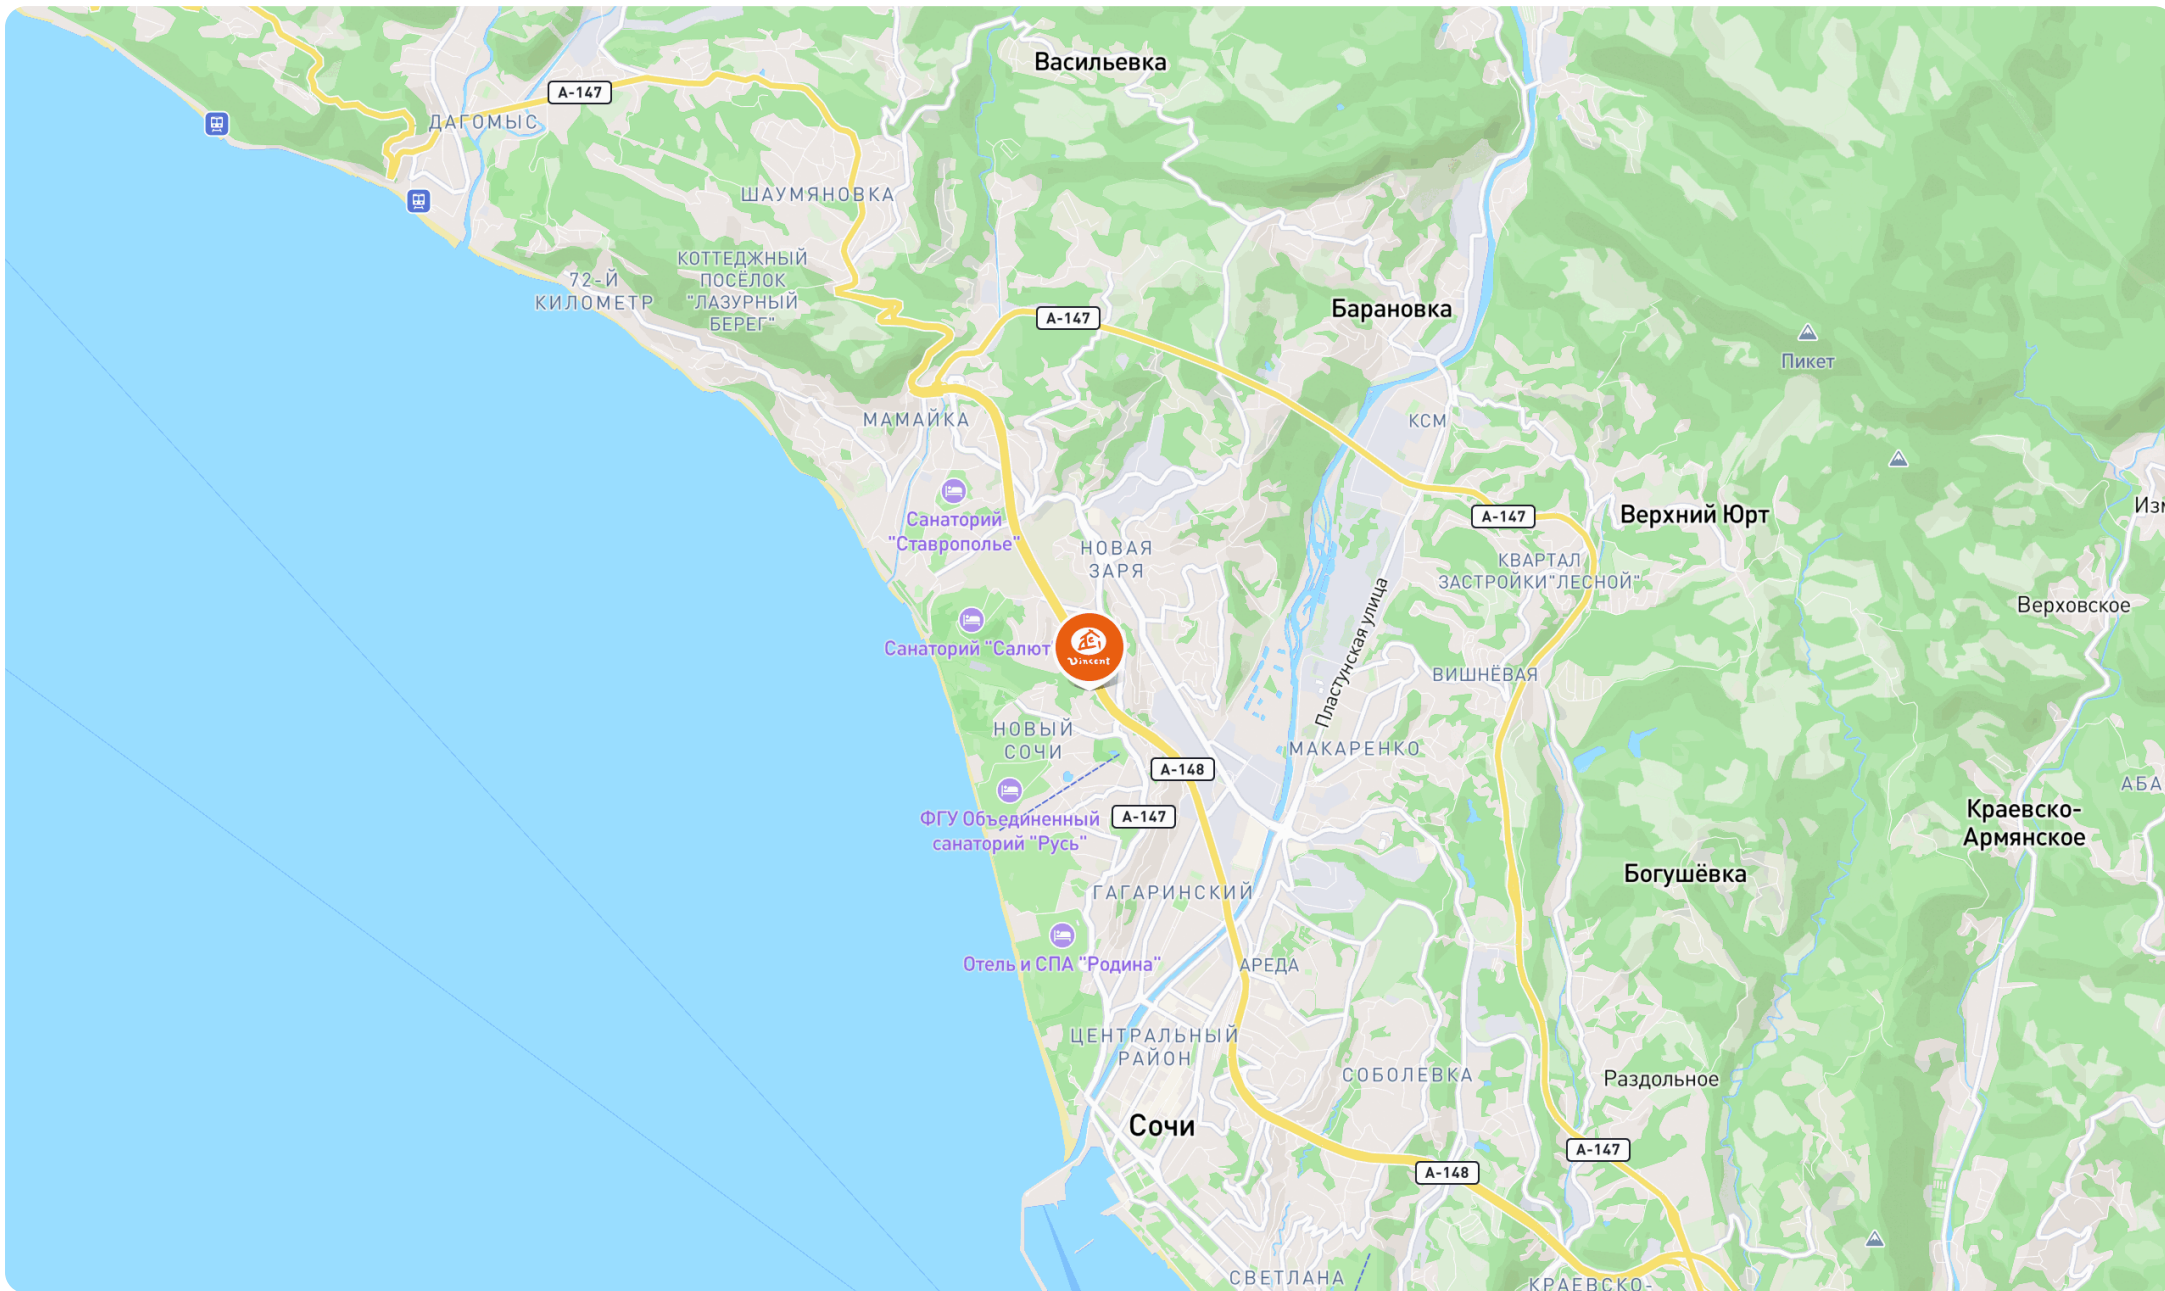 Васильевка
А-147
ДАГОМЫС
ШАУМЯНОВКА
КОТТЕДЖНЫЙ
ПОСЁЛОК
"ЛАЗУРНЫЙ
БЕРЕГ"
72-Й
КИЛОМЕТР
А-147
Барановка
Пикет
МАМАЙКА
КСМ
Санаторий
"Ставрополье"
А-147
Верхний Юрт
НОВАЯ
ЗАРЯ
КВАРТАЛ
ЗАСТРОЙКИ"ЛЕСНОЙ"
Верховское
Пластунская улица
Санаторий "Салют"
Vincent
ВИШНЁВАЯ
НОВЫЙ
СОЧИ
МАКАРЕНКО
А-148
А-147
ФГУ Объединенный
санаторий "Русь"
АБА
Краевско-
Армянское
Богушёвка
ГАГАРИНСКИЙ
Отель и СПА "Родина"
АРЕДА
ЦЕНТРАЛЬНЫЙ
РАЙОН
СОБОЛЕВКА
Раздольное
Сочи
А-147
А-148
СВЕТЛАНА
КРАЕВСКО-